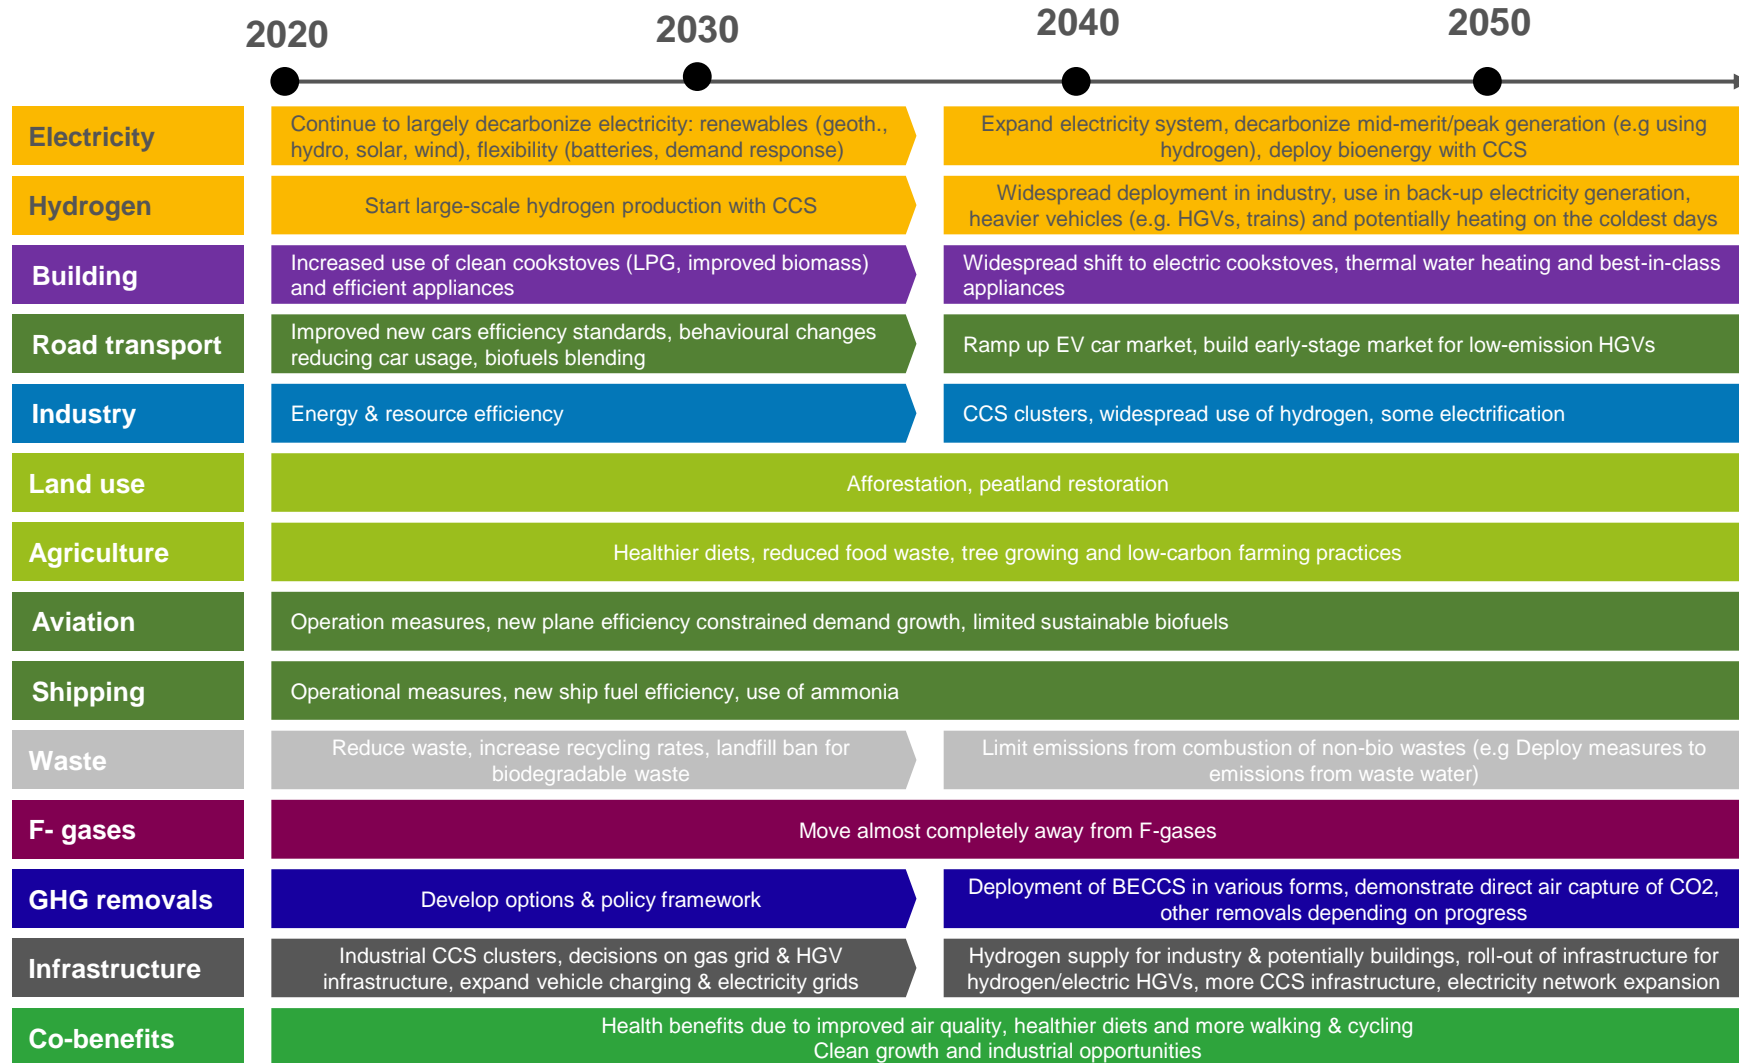 2020
2030
2040
2050
Electricity
Continue to largely decarbonize electricity: renewables (geoth.,
hydro, solar, wind), flexibility (batteries, demand response)
Expand electricity system, decarbonize mid-merit/peak generation (e.g using
hydrogen), deploy bioenergy with CCS
Hydrogen
Start large-scale hydrogen production with CCS
Widespread deployment in industry, use in back-up electricity generation,
heavier vehicles (e.g. HGVs, trains) and potentially heating on the coldest days
Building
Increased use of clean cookstoves (LPG, improved biomass)
and efficient appliances
Widespread shift to electric cookstoves, thermal water heating and best-in-class
appliances
Road transport
Improved new cars efficiency standards, behavioural changes
reducing car usage, biofuels blending
Ramp up EV car market, build early-stage market for low-emission HGVs
Industry
Energy & resource efficiency
CCS clusters, widespread use of hydrogen, some electrification
Land use
Afforestation, peatland restoration
Agriculture
Healthier diets, reduced food waste, tree growing and low-carbon farming practices
Aviation
Operation measures, new plane efficiency constrained demand growth, limited sustainable biofuels
Shipping
Operational measures, new ship fuel efficiency, use of ammonia
Waste
Reduce waste, increase recycling rates, landfill ban for
biodegradable waste
Limit emissions from combustion of non-bio wastes (e.g Deploy measures to
emissions from waste water)
F- gases
Move almost completely away from F-gases
GHG removals
Develop options & policy framework
Deployment of BECCS in various forms, demonstrate direct air capture of CO2,
other removals depending on progress
Infrastructure
Industrial CCS clusters, decisions on gas grid & HGV
infrastructure, expand vehicle charging & electricity grids
Hydrogen supply for industry & potentially buildings, roll-out of infrastructure for
hydrogen/electric HGVs, more CCS infrastructure, electricity network expansion
Co-benefits
Health benefits due to improved air quality, healthier diets and more walking & cycling
Clean growth and industrial opportunities